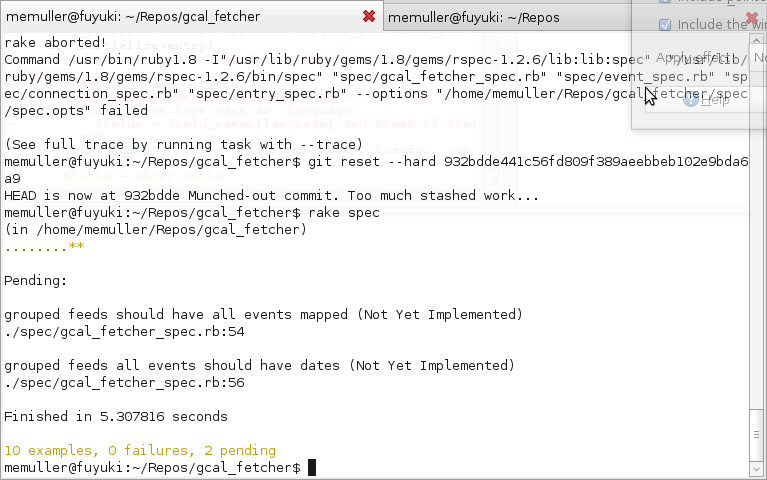 memuller@fuyuki: ~/Repos/gcal_fetcher
memuller@fuyuki: ~/Repos
Include the win
Apply effect:
No
Help
rake aborted!
Command /usr/bin/ruby1.8 -I"/usr/lib/ruby/gems/1.8/gems/rspec-1.2.6/lib:lib:spec" "/usr/lib/
ruby/gems/1.8/gems/rspec-1.2.6/bin/spec" "spec/gcal_fetcher_spec.rb" "spec/event_spec.rb" "sp
ec/connection_spec.rb" "spec/entry_spec.rb" --options "/home/memuller/Repos/gcal_fetcher/spec
/spec.opts" failed
(See full trace by running task with --trace)
memuller@fuyuki:~/Repos/gcal_fetcher$ git reset --hard 932bdde441c56fd809f389aeebbeb102e9bda6
a9
HEAD is now at 932bdde Munched-out commit. Too much stashed work...
memuller@fuyuki:~/Repos/gcal_fetcher$ rake spec
(in /home/memuller/Repos/gcal_fetcher)
........**
Pending:
grouped feeds should have all events mapped (Not Yet Implemented)
./spec/gcal_fetcher_spec.rb:54
grouped feeds all events should have dates (Not Yet Implemented)
./spec/gcal_fetcher_spec.rb:56
Finished in 5.307816 seconds
10 examples, 0 failures, 2 pending
memuller@fuyuki:~/Repos/gcal_fetcher$